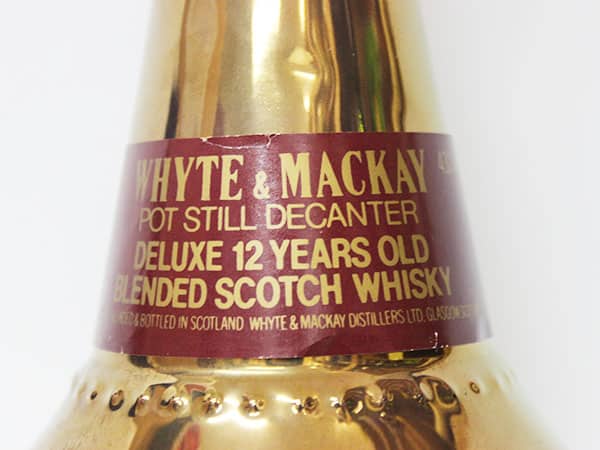 WHYTE & MACKAY 43
POT STILL DECANTER
DELUXE 12 YEARS OLD
BLENDED SCOTCH WHISKY
& BOTTLED IN SCOTLAND WHYTE & MACKAY DISTILLERS LTD. GLASGOW